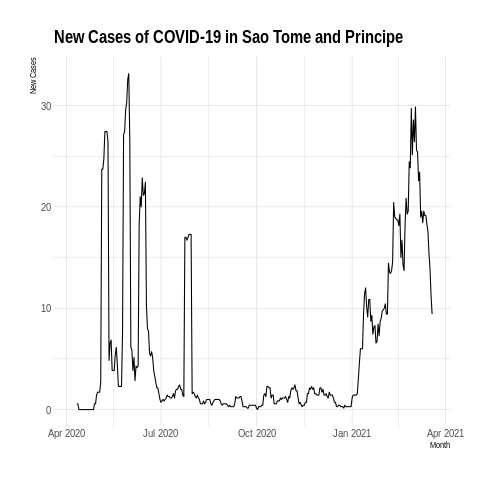 New Cases of COVID-19 in Sao Tome and Principe
New Cases
30
20
10
0
Apr 2020
Jul 2020
Oct 2020
Jan 2021
Apr 2021
Month